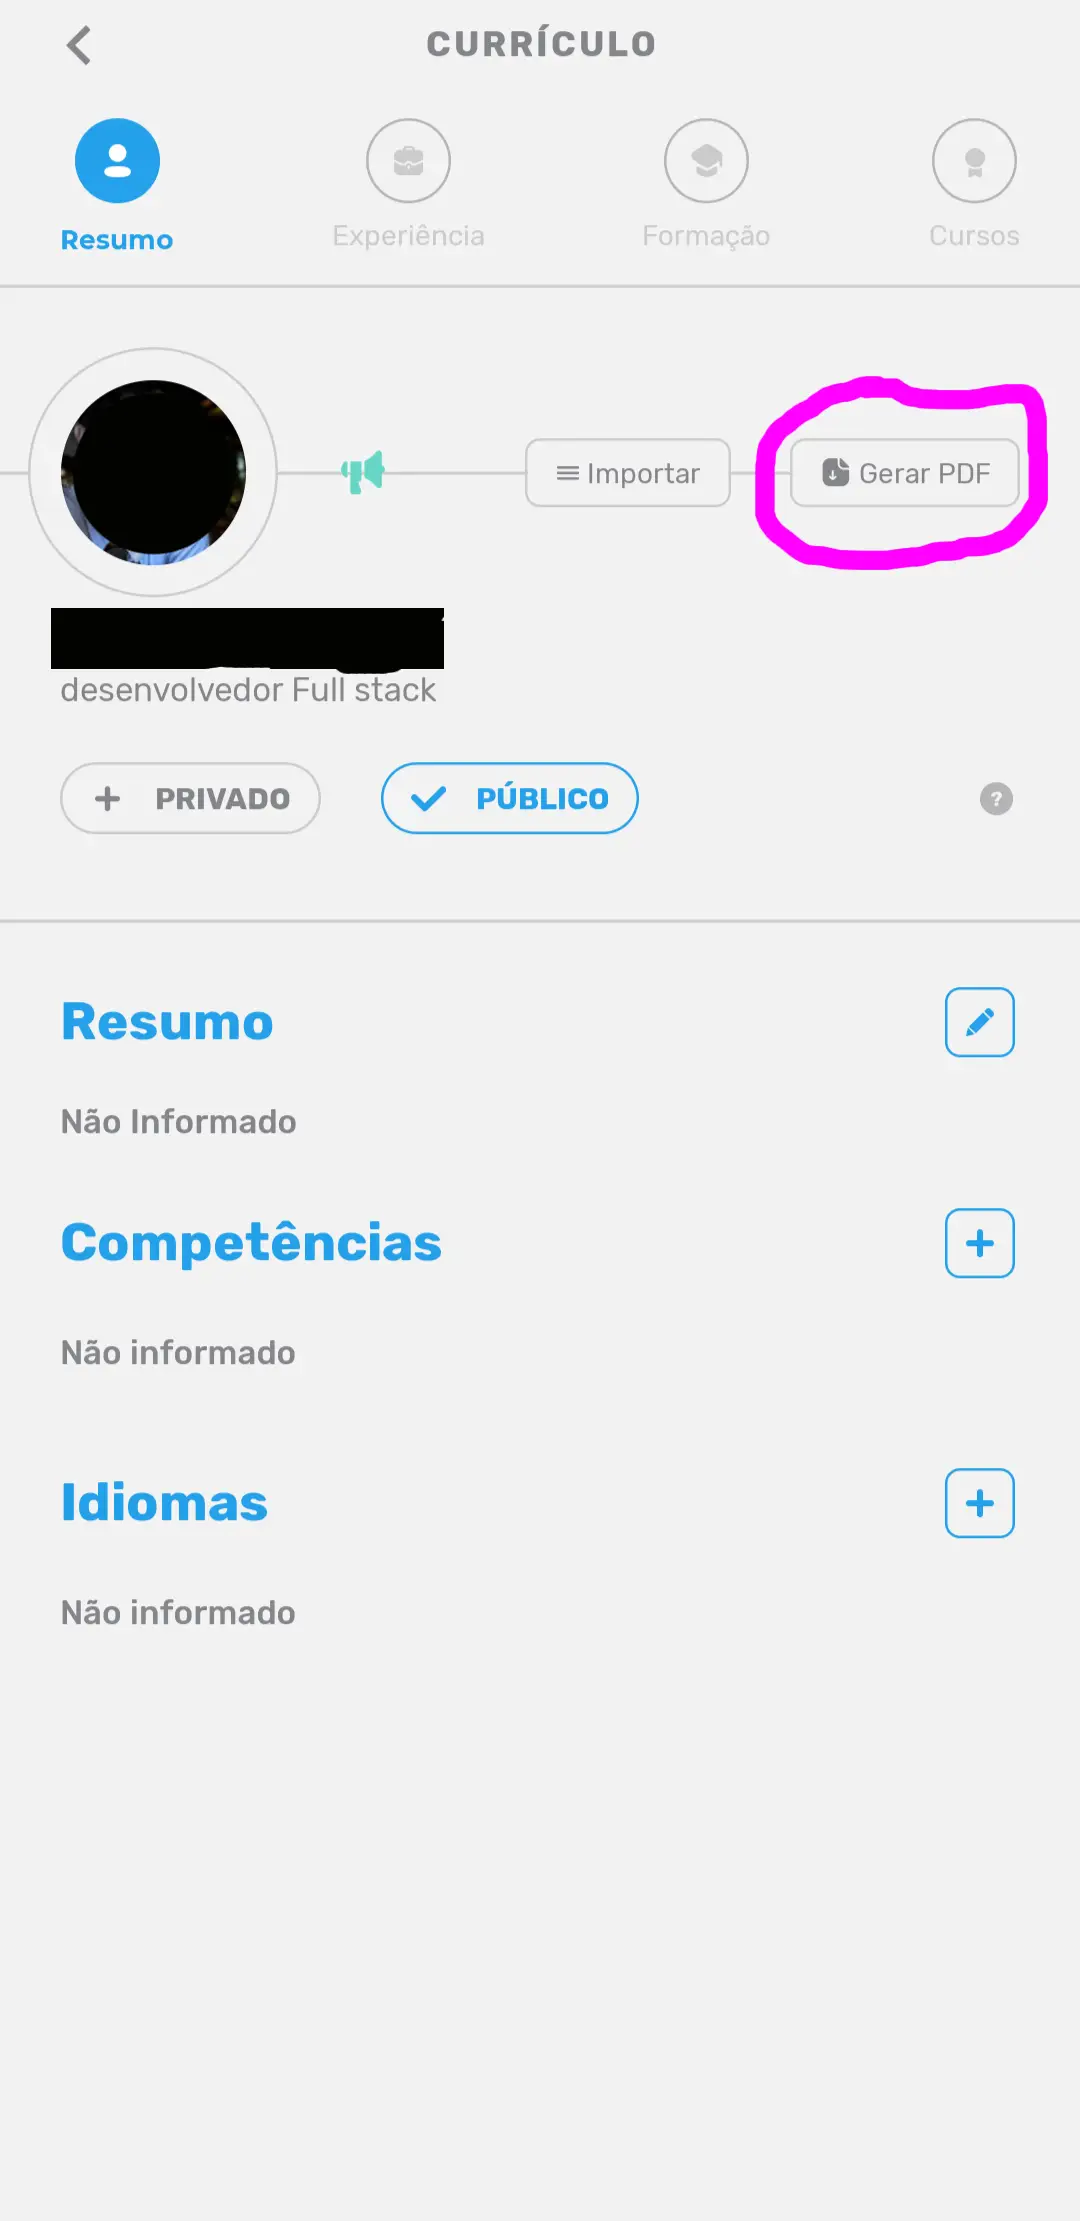 CURRÍCULO
Resumo
Experiência
Formação
Cursos
Importar
Gerar PDF
desenvolvedor Full stack
PRIVADO
PÚBLICO
?
Resumo
Não Informado
Competências
Não informado
Idiomas
Não informado